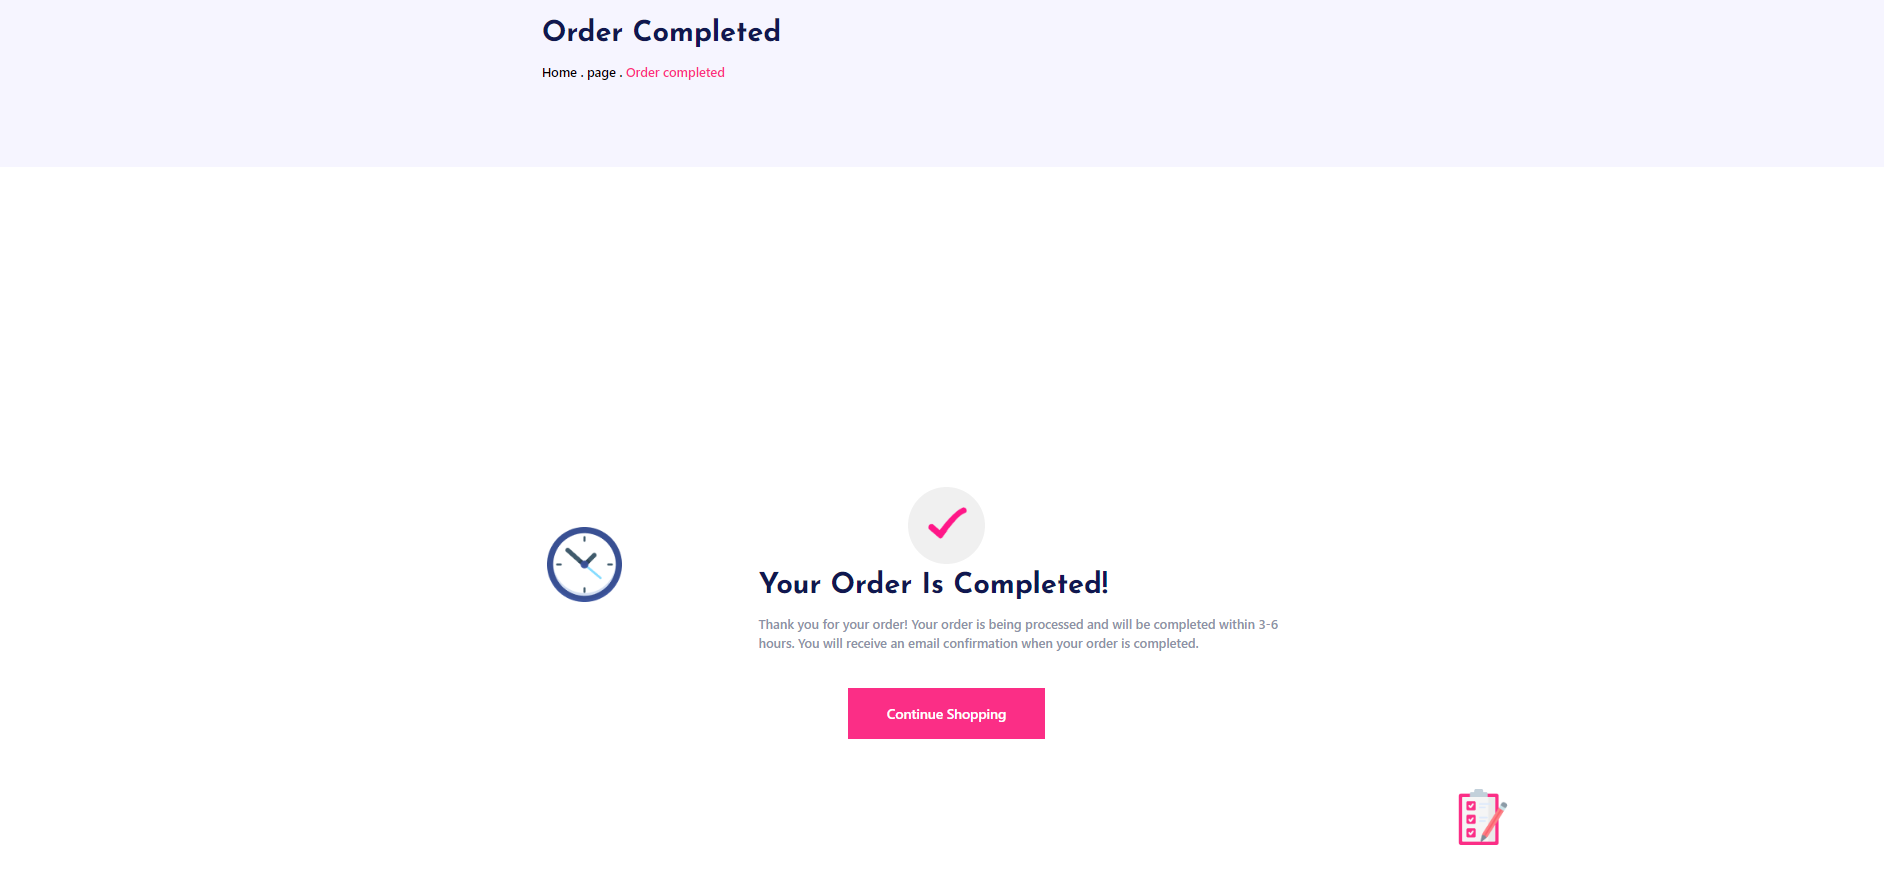 Order Completed
Home . page . Order completed
Your Order Is Completed!
Thank you for your order! Your order is being processed and will be completed within 3-6
hours. You will receive an email confirmation when your order is completed.
Continue Shopping